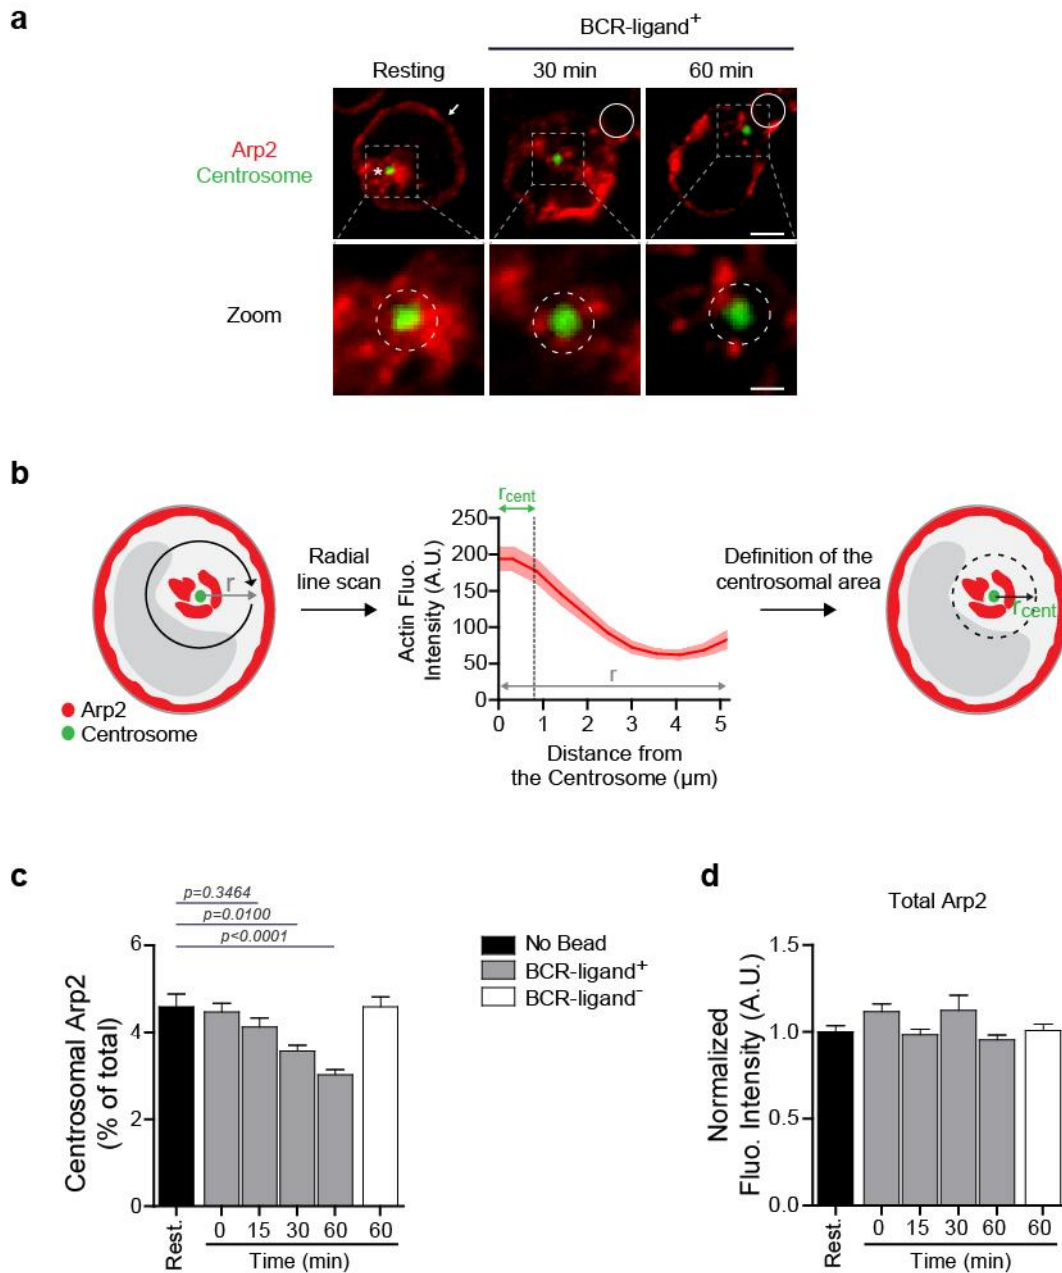 a
BCR-ligand⁺
Resting
30 min
60 min
Arp2
Centrosome
*
Zoom
b
r
Arp2
Centrosome
Radial
line scan
rcent
Actin Fluo.
Intensity (A.U.)
250
200
150
100
50
0
r
0 1 2 3 4 5
Distance from
the Centrosome (µm)
Definition of the
centrosomal area
rcent
c
p=0.3464
p=0.0100
p<0.0001
Centrosomal Arp2
(% of total)
6
4
2
0
Rest.
0 15 30 60 60
Time (min)
No Bead
BCR-ligand⁺
BCR-ligand⁻
d
Total Arp2
Normalized
Fluo. Intensity (A.U.)
1.5
1.0
0.5
0.0
Rest.
0 15 30 60 60
Time (min)